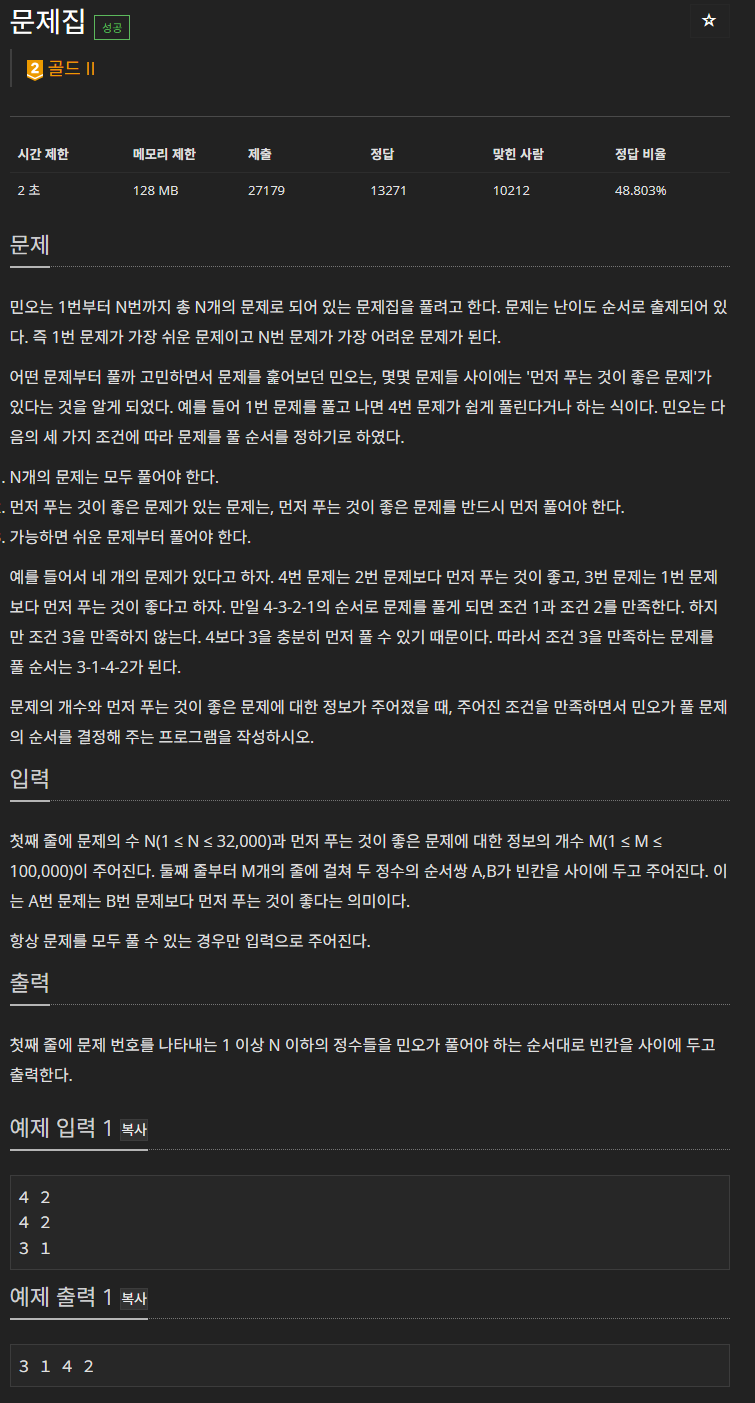 문제집 성공
☆
2 골드 II
시간 제한 메모리 제한 제출 정답 맞힌 사람 정답 비율
2 초 128 MB 27179 13271 10212 48.803%
문제
민오는 1번부터 N번까지 총 N개의 문제로 되어 있는 문제집을 풀려고 한다. 문제는 난이도 순서로 출제되어 있
다. 즉 1번 문제가 가장 쉬운 문제이고 N번 문제가 가장 어려운 문제가 된다.
어떤 문제부터 풀까 고민하면서 문제를 훑어보던 민오는, 몇몇 문제들 사이에는 '먼저 푸는 것이 좋은 문제'가
있다는 것을 알게 되었다. 예를 들어 1번 문제를 풀고 나면 4번 문제가 쉽게 풀린다거나 하는 식이다. 민오는 다
음의 세 가지 조건에 따라 문제를 풀 순서를 정하기로 하였다.
. N개의 문제는 모두 풀어야 한다.
. 먼저 푸는 것이 좋은 문제가 있는 문제는, 먼저 푸는 것이 좋은 문제를 반드시 먼저 풀어야 한다.
. 가능하면 쉬운 문제부터 풀어야 한다.
예를 들어서 네 개의 문제가 있다고 하자. 4번 문제는 2번 문제보다 먼저 푸는 것이 좋고, 3번 문제는 1번 문제
보다 먼저 푸는 것이 좋다고 하자. 만일 4-3-2-1의 순서로 문제를 풀게 되면 조건 1과 조건 2를 만족한다. 하지
만 조건 3을 만족하지 않는다. 4보다 3을 충분히 먼저 풀 수 있기 때문이다. 따라서 조건 3을 만족하는 문제를
풀 순서는 3-1-4-2가 된다.
문제의 개수와 먼저 푸는 것이 좋은 문제에 대한 정보가 주어졌을 때, 주어진 조건을 만족하면서 민오가 풀 문제
의 순서를 결정해 주는 프로그램을 작성하시오.
입력
첫째 줄에 문제의 수 N(1 ≤ N ≤ 32,000)과 먼저 푸는 것이 좋은 문제에 대한 정보의 개수 M(1 ≤ M ≤
100,000)이 주어진다. 둘째 줄부터 M개의 줄에 걸쳐 두 정수의 순서쌍 A,B가 빈칸을 사이에 두고 주어진다. 이
는 A번 문제는 B번 문제보다 먼저 푸는 것이 좋다는 의미이다.
항상 문제를 모두 풀 수 있는 경우만 입력으로 주어진다.
출력
첫째 줄에 문제 번호를 나타내는 1 이상 N 이하의 정수들을 민오가 풀어야 하는 순서대로 빈칸을 사이에 두고
출력한다.
예제 입력 1 복사
4 2
4 2
3 1
예제 출력 1 복사
3 1 4 2